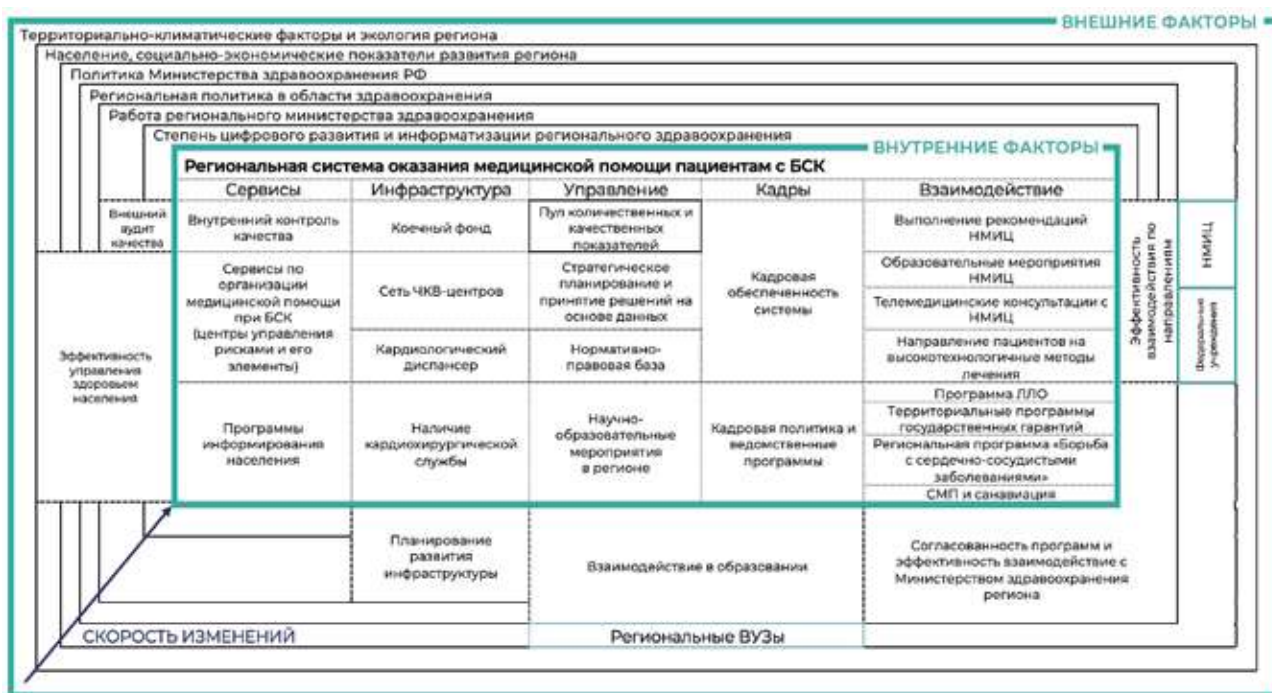 ВНЕШНИЕ ФАКТОРЫ
Территориально-климатические факторы и экология региона
Население, социально-экономические показатели развития региона
Политика Министерства здравоохранения РФ
Региональная политика в области здравоохранения
Работа регионального министерства здравоохранения
Степень цифрового развития и информатизации регионального здравоохранения
ВНУТРЕННИЕ ФАКТОРЫ
Региональная система оказания медицинской помощи пациентам с БСК
Сервисы
Инфраструктура
Управление
Кадры
Взаимодействие
Внешний
аудит
качества
Внутренний контроль
качества
Коечный фонд
Пул количественных и
качественных
показателей
Выполнение рекомендаций
НМИЦ
Сервисы по
организации
медицинской помощи
при БСК
(центры управления
рисками и его
элементы)
Сеть ЧКВ-центров
Стратегическое
планирование и
принятие решений на
основе данных
Кадровая
обеспеченность
системы
Образовательные мероприятия
НМИЦ
Телемедицинские консультации с
НМИЦ
Кардиологический
диспансер
Нормативно-
правовая база
Направление пациентов на
высокотехнологичные методы
лечения
Эффективность
управления
здоровьем
населения
Программы
информирования
населения
Наличие
кардиохирургической
службы
Научно-
образовательные
мероприятия
в регионе
Кадровая политика и
ведомственные
программы
Программа ЛЛО
Территориальные программы
государственных гарантий
Региональная программа «Борьба
с сердечно-сосудистыми
заболеваниями»
СМП и санавиация
Эффективность
взаимодействия по
направлениям
НМИЦ
Федеральные
учреждения
Планирование
развития
инфраструктуры
Взаимодействие в образовании
Согласованность программ и
эффективность взаимодействия с
Министерством здравоохранения
региона
СКОРОСТЬ ИЗМЕНЕНИЙ
Региональные ВУЗы